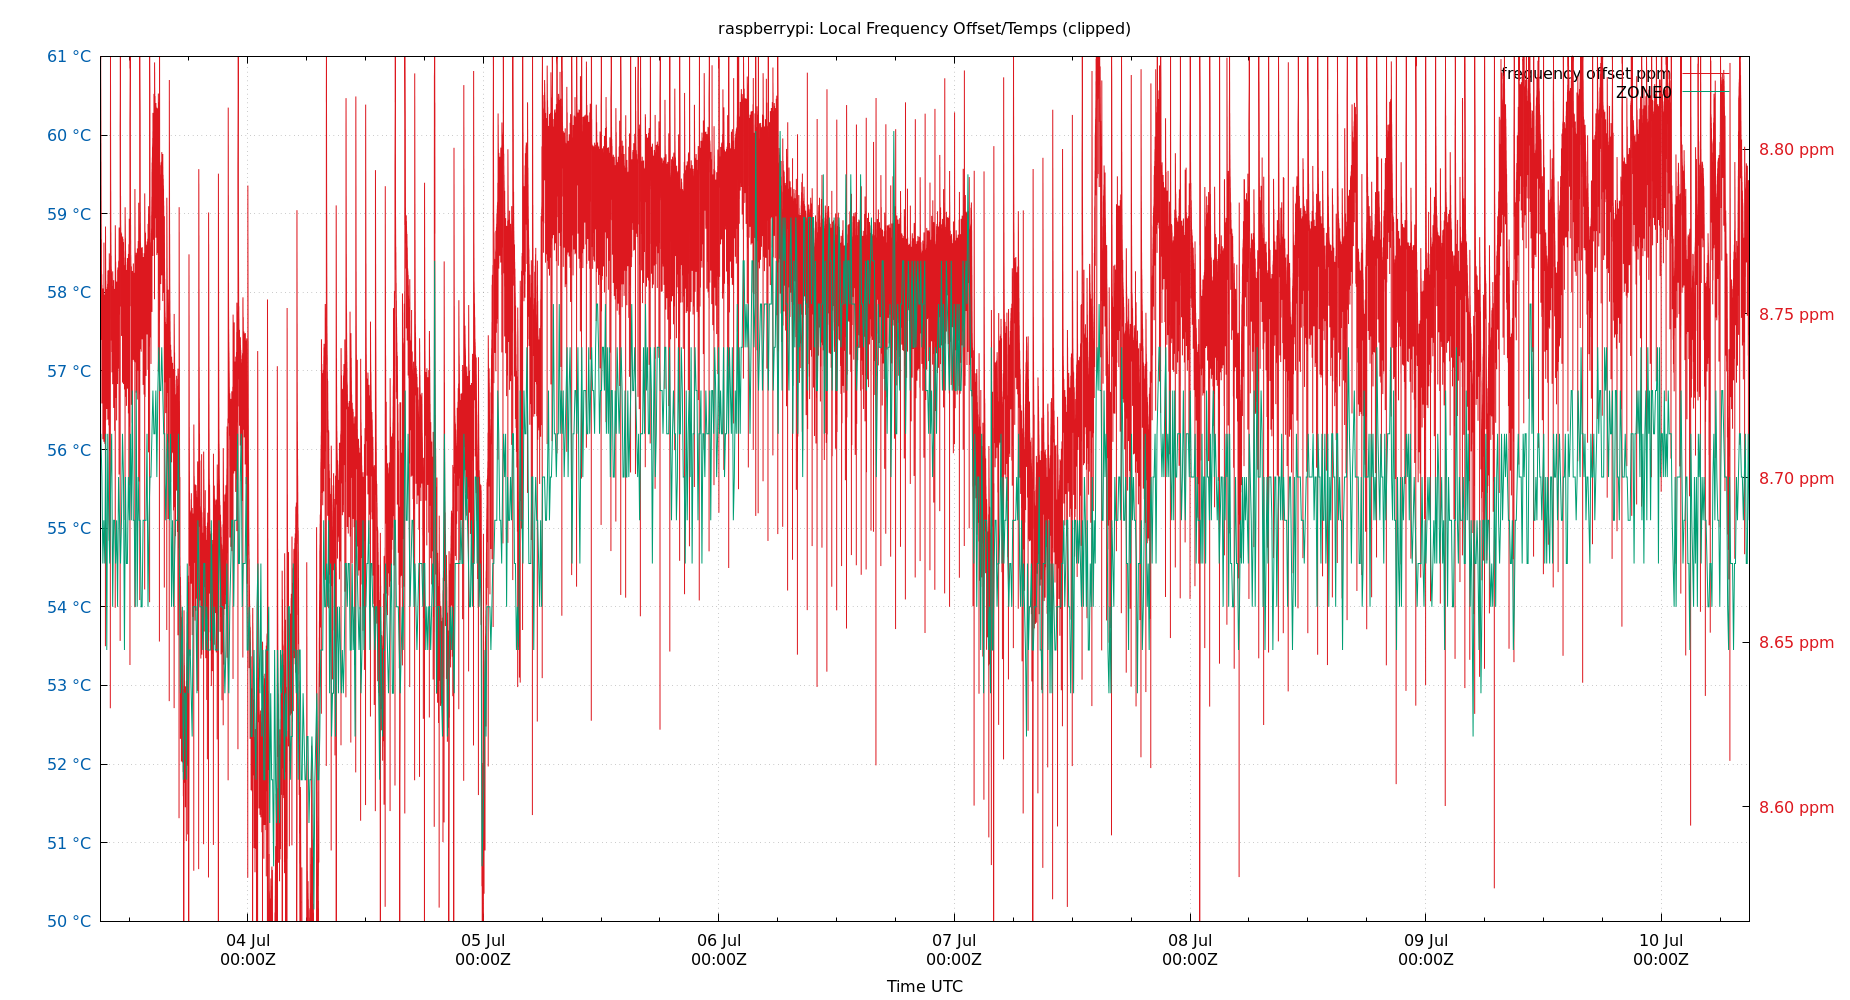 raspberrypi: Local Frequency Offset/Temps (clipped)
61 °C
60 °C
59 °C
58 °C
57 °C
56 °C
55 °C
54 °C
53 °C
52 °C
51 °C
50 °C
frequency offset ppm
ZONE0
8.80 ppm
8.75 ppm
8.70 ppm
8.65 ppm
8.60 ppm
04 Jul
00:00Z
05 Jul
00:00Z
06 Jul
00:00Z
07 Jul
00:00Z
08 Jul
00:00Z
09 Jul
00:00Z
10 Jul
00:00Z
Time UTC